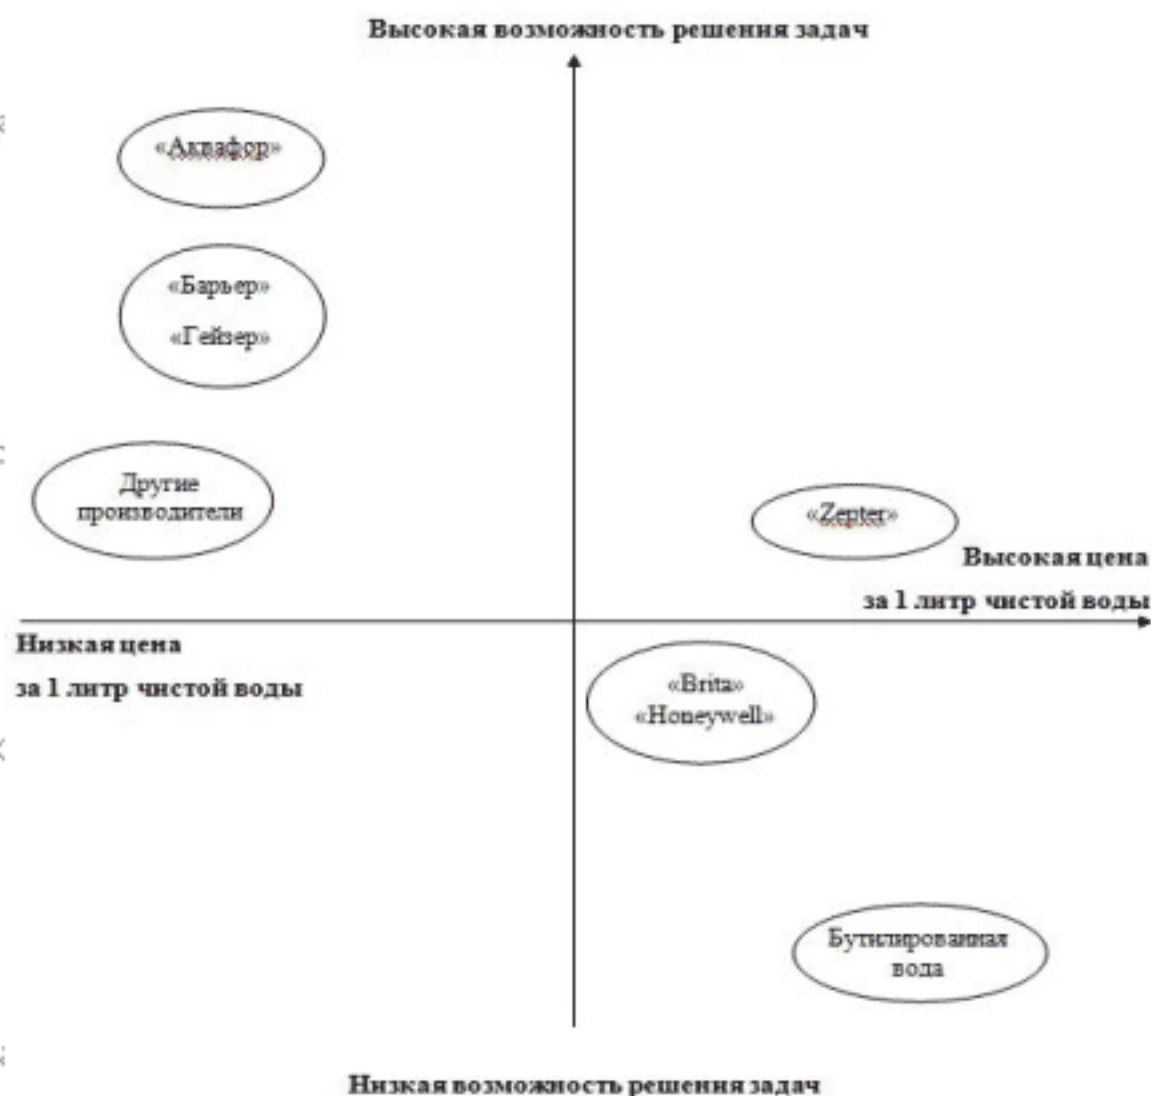 Высокая возможность решения задач
«Аквафор»
«Барьер»
«Гейзер»
Другие
производители
«Zepter»
Высокая цена
за 1 литр чистой воды
Низкая цена
за 1 литр чистой воды
«Brita»
«Honeywell»
Бутилированная
вода
Низкая возможность решения задач